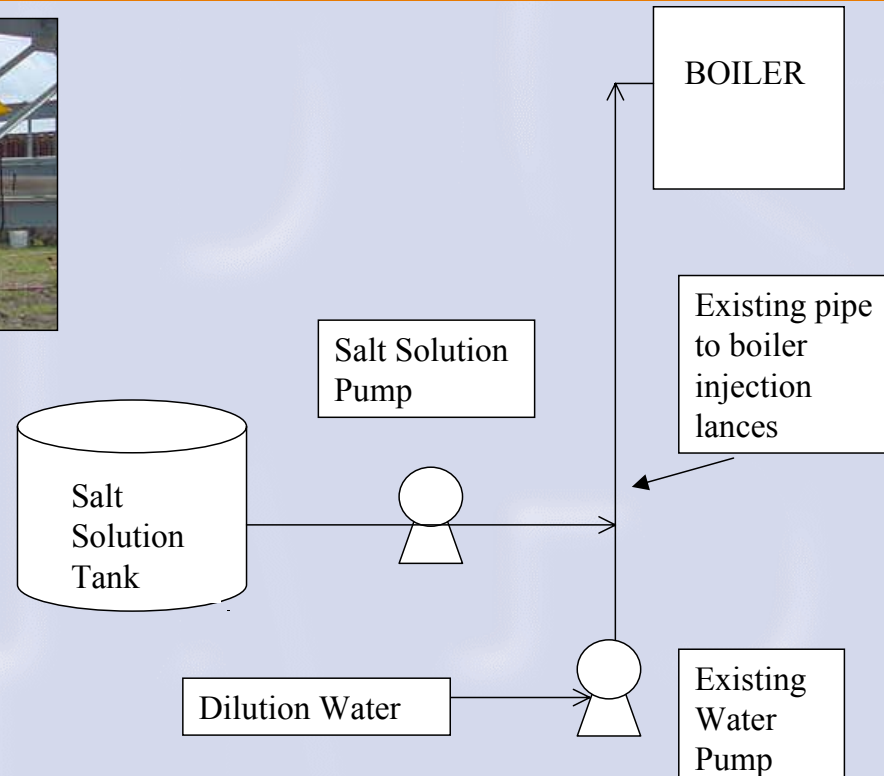 BOILER
Existing pipe
to boiler
injection
lances
Salt Solution
Pump
Salt
Solution
Tank
Dilution Water
Existing
Water
Pump